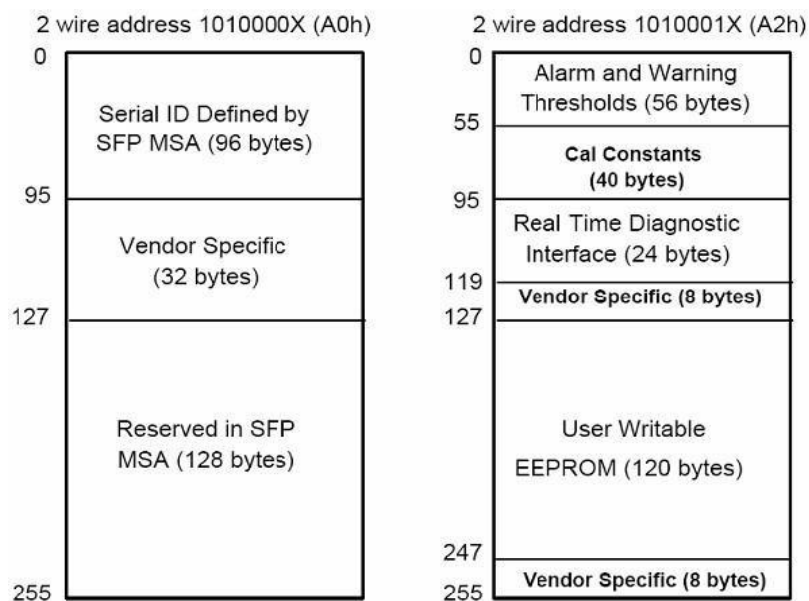 2 wire address 1010000X (A0h)
0
Serial ID Defined by
SFP MSA (96 bytes)
95
Vendor Specific
(32 bytes)
127
Reserved in SFP
MSA (128 bytes)
255
2 wire address 1010001X (A2h)
0
Alarm and Warning
Thresholds (56 bytes)
55
Cal Constants
(40 bytes)
95
Real Time Diagnostic
Interface (24 bytes)
119
Vendor Specific (8 bytes)
127
User Writable
EEPROM (120 bytes)
247
Vendor Specific (8 bytes)
255